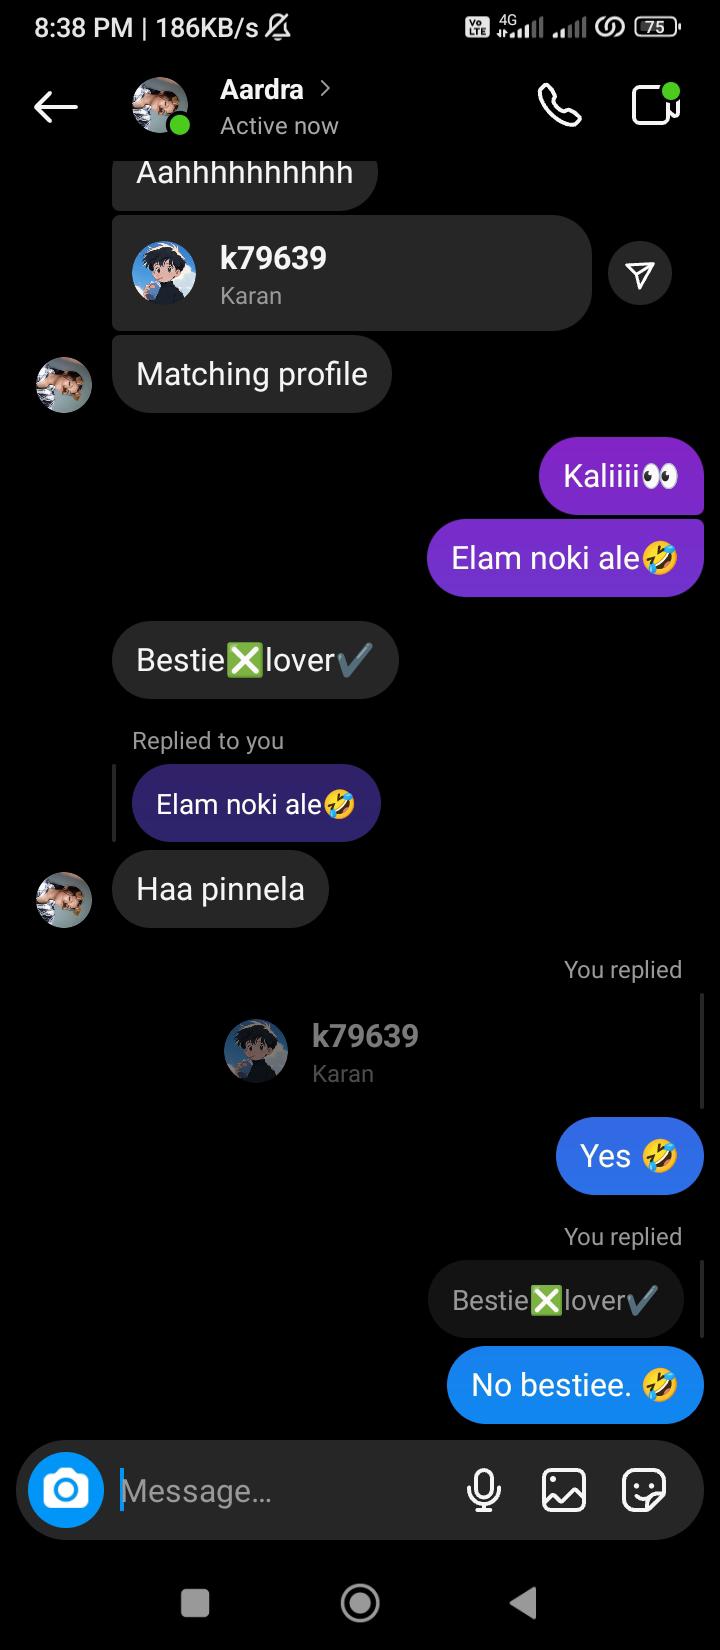 8:38 PM | 186KB/s
Vo LTE 4G 75
Aardra
Active now
Aahhhhhhhhhh
k79639
Karan
Matching profile
Kaliiii👀
Elam noki ale🤣
Bestie❎lover✔️
Replied to you
Elam noki ale🤣
Haa pinnela
You replied
k79639
Karan
Yes 🤣
You replied
Bestie❎lover✔️
No bestiee. 🤣
Message...